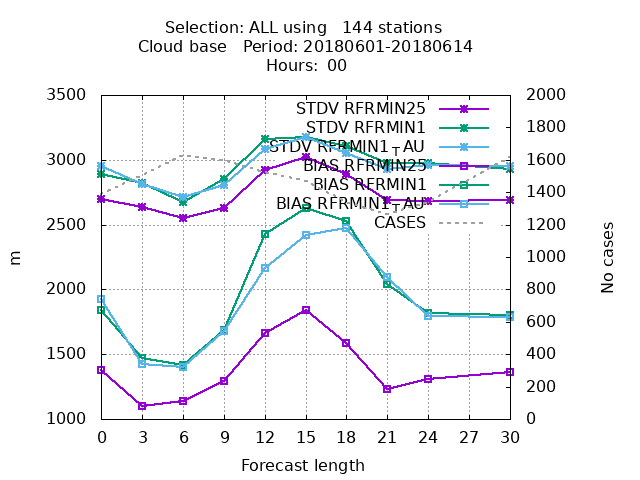 Selection: ALL using   144 stations
Cloud base   Period: 20180601-20180614
Hours: 00
3500
3000
2500
2000
1500
1000
m
2000
1800
1600
1400
1200
1000
800
600
400
200
0
No cases
STDV RFRMIN25
STDV RFRMIN1
STDV RFRMIN1TAU
BIAS RFRMIN25
BIAS RFRMIN1
BIAS RFRMIN1TAU
CASES
0 3 6 9 12 15 18 21 24 27 30
Forecast length